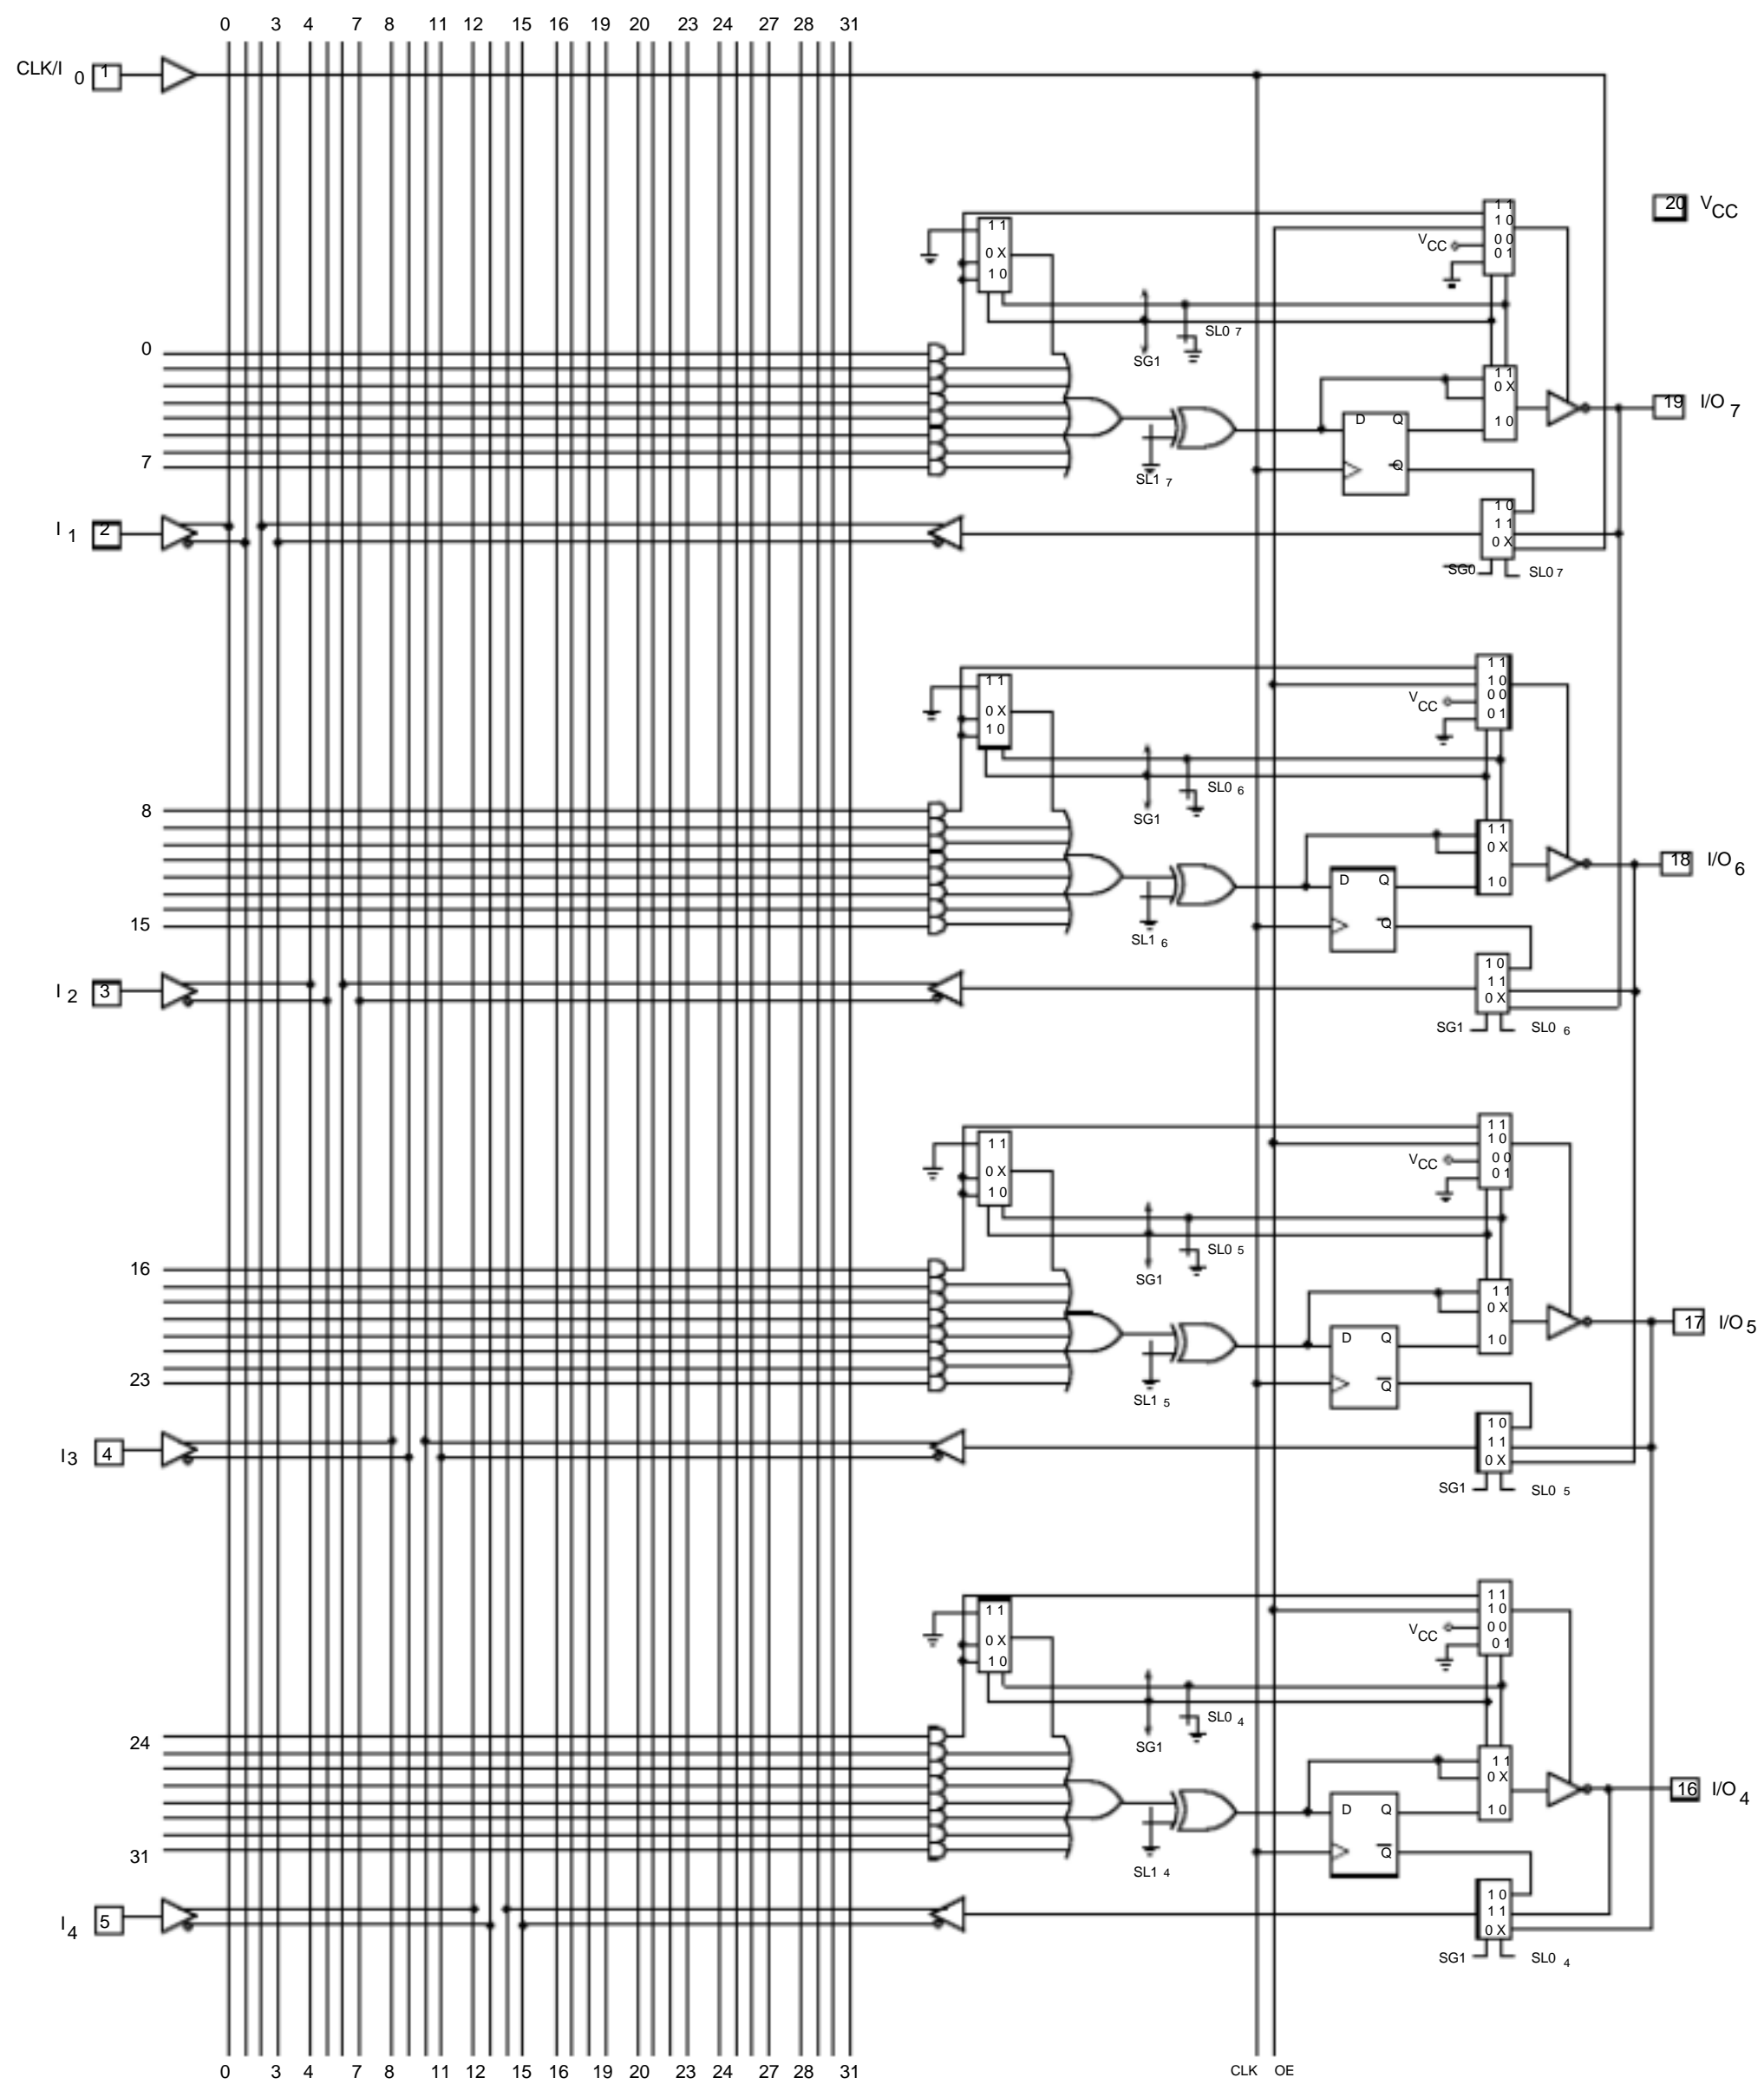 0 3 4 7 8 11 12 15 16 19 20 23 24 27 28 31
CLK/I 0 1
20 VCC
1 1
1 0
VCC 0 0
0 1
1 1
0 X
1 0
SL0 7
SG1
0
1 1
0 X
1 0
19 I/O 7
D Q
Q
7
SL1 7
I 1 2
1 0
1 1
0 X
SG0 SL0 7
1 1
1 0
0 0
VCC
0 1
1 1
0 X
1 0
SL0 6
SG1
8
1 1
0 X
1 0
18 I/O 6
D Q
Q
15
SL1 6
I 2 3
1 0
1 1
0 X
SG1 SL0 6
1 1
1 0
VCC 0 0
0 1
1 1
0 X
1 0
SL0 5
SG1
16
1 1
0 X
1 0
17 I/O 5
D Q
Q
23
SL1 5
I 3 4
1 0
1 1
0 X
SG1 SL0 5
1 1
1 0
VCC 0 0
0 1
1 1
0 X
1 0
SL0 4
SG1
24
1 1
0 X
1 0
16 I/O 4
D Q
Q
31
SL1 4
I 4 5
1 0
1 1
0 X
SG1 SL0 4
0 3 4 7 8 11 12 15 16 19 20 23 24 27 28 31 CLK OE